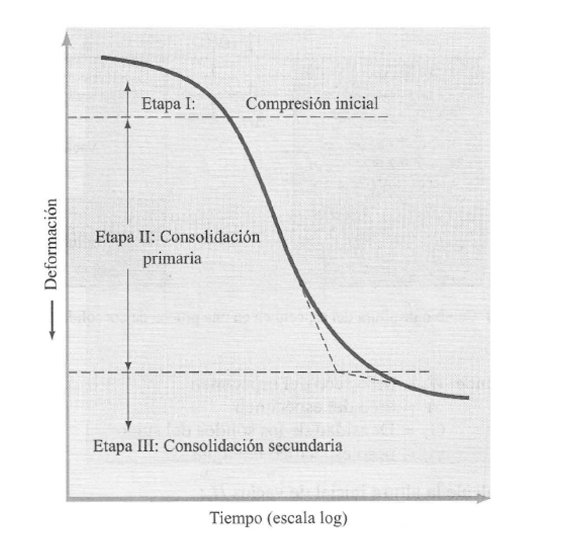 Etapa I: Compresión inicial
Deformación
Etapa II: Consolidación
primaria
Etapa III: Consolidación secundaria
Tiempo (escala log)